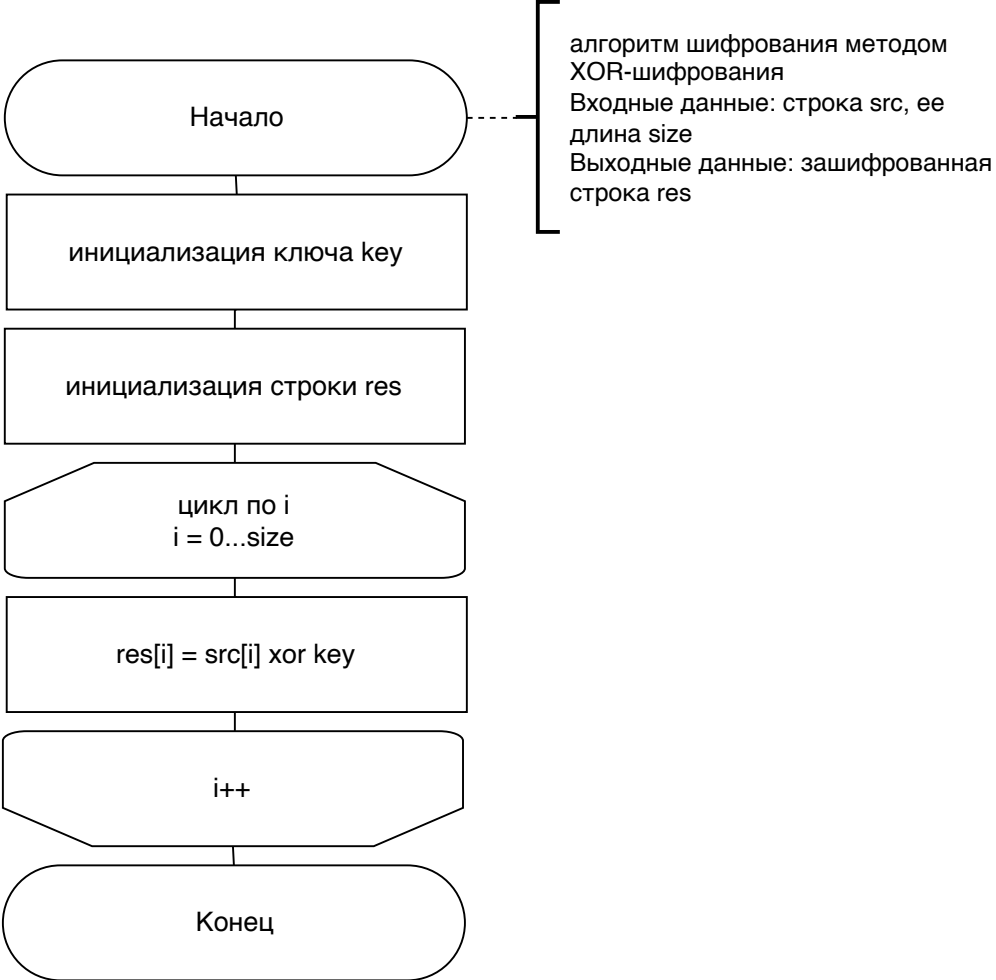 Начало
алгоритм шифрования методом
XOR-шифрования
Входные данные: строка src, ее
длина size
Выходные данные: зашифрованная
строка res
инициализация ключа key
инициализация строки res
цикл по i
i = 0...size
res[i] = src[i] xor key
i++
Конец